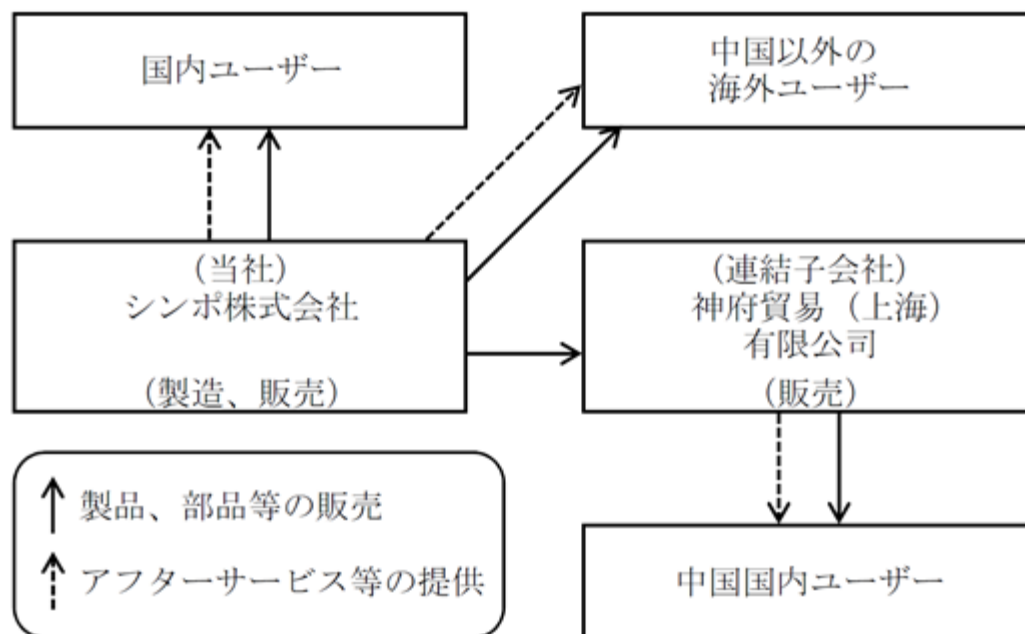 国内ユーザー
中国以外の
海外ユーザー
(当社)
シンポ株式会社
(製造、販売)
(連結子会社)
神府貿易(上海)
有限公司
(販売)
製品、部品等の販売
アフターサービス等の提供
中国国内ユーザー